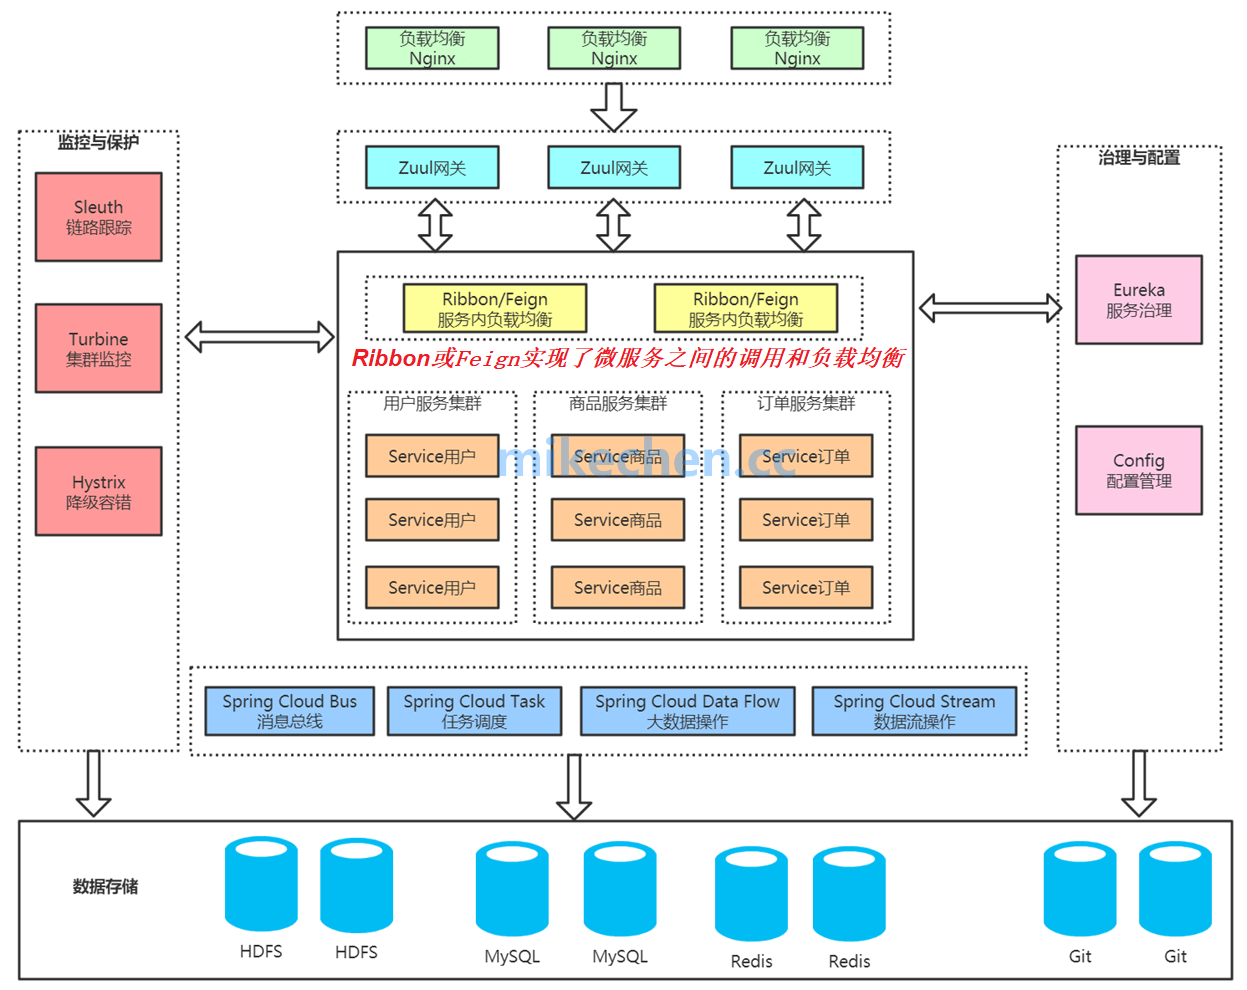 负载均衡
Nginx
负载均衡
Nginx
负载均衡
Nginx
Zuul网关
Zuul网关
Zuul网关
监控与保护
Sleuth
链路跟踪
Turbine
集群监控
Hystrix
降级容错
Ribbon/Feign
服务内负载均衡
Ribbon/Feign
服务内负载均衡
Ribbon或Feign实现了微服务之间的调用和负载均衡
用户服务集群
Service用户
Service用户
Service用户
商品服务集群
Service商品
Service商品
Service商品
订单服务集群
Service订单
Service订单
Service订单
mikechen.cc
治理与配置
Eureka
服务治理
Config
配置管理
Spring Cloud Bus
消息总线
Spring Cloud Task
任务调度
Spring Cloud Data Flow
大数据操作
Spring Cloud Stream
数据流操作
数据存储
HDFS
HDFS
MySQL
MySQL
Redis
Redis
Git
Git